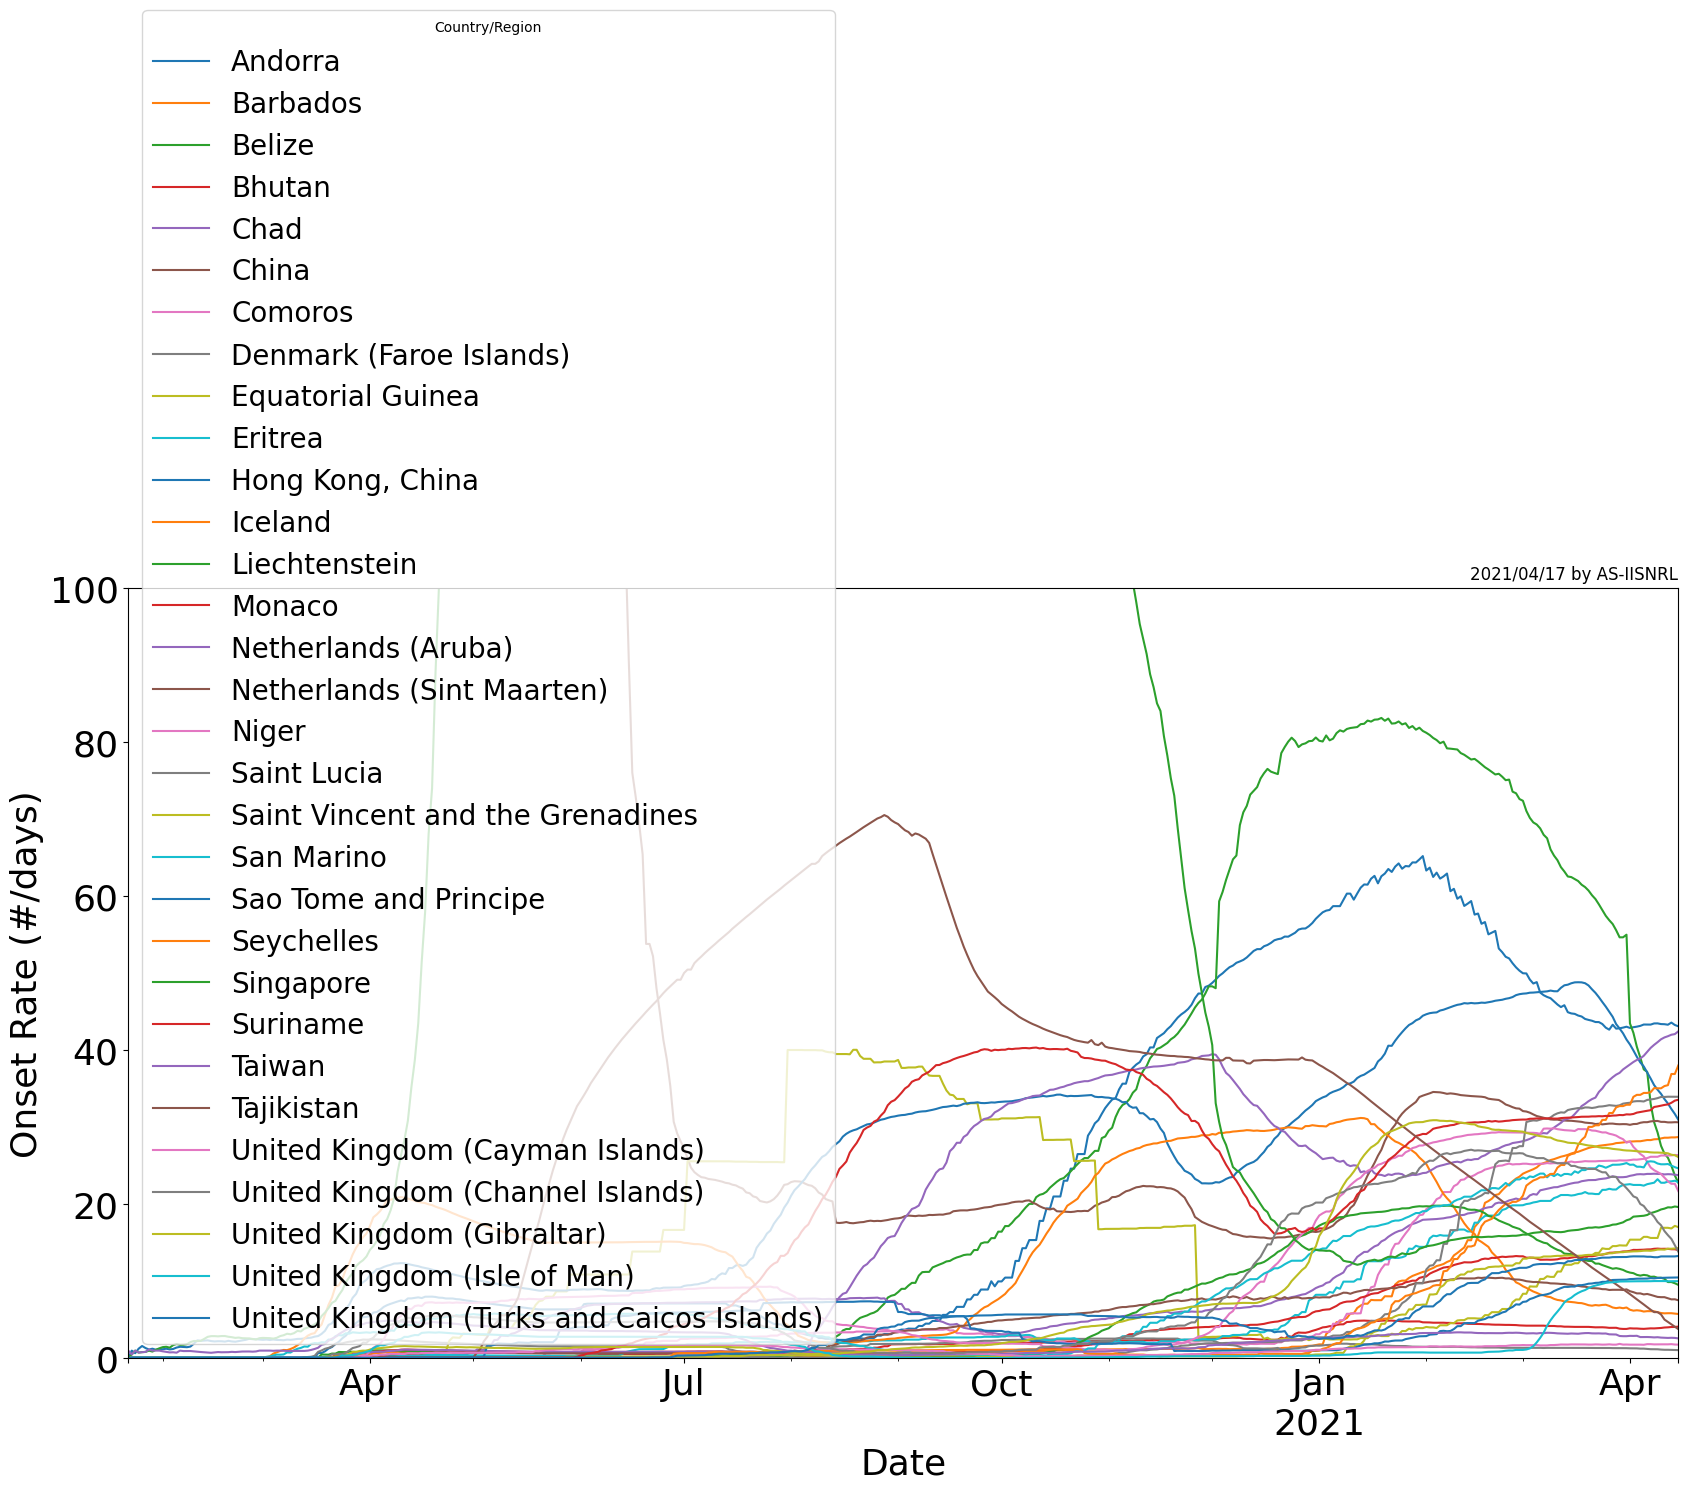 Country/Region
Andorra
Barbados
Belize
Bhutan
Chad
China
Comoros
Denmark (Faroe Islands)
Equatorial Guinea
Eritrea
Hong Kong, China
Iceland
Liechtenstein
Monaco
Netherlands (Aruba)
Netherlands (Sint Maarten)
Niger
Saint Lucia
Saint Vincent and the Grenadines
San Marino
Sao Tome and Principe
Seychelles
Singapore
Suriname
Taiwan
Tajikistan
United Kingdom (Cayman Islands)
United Kingdom (Channel Islands)
United Kingdom (Gibraltar)
United Kingdom (Isle of Man)
United Kingdom (Turks and Caicos Islands)
2021/04/17 by AS-IISNRL
100
80
60
40
20
0
Onset Rate (#/days)
Apr Jul Oct Jan Apr
2021
Date